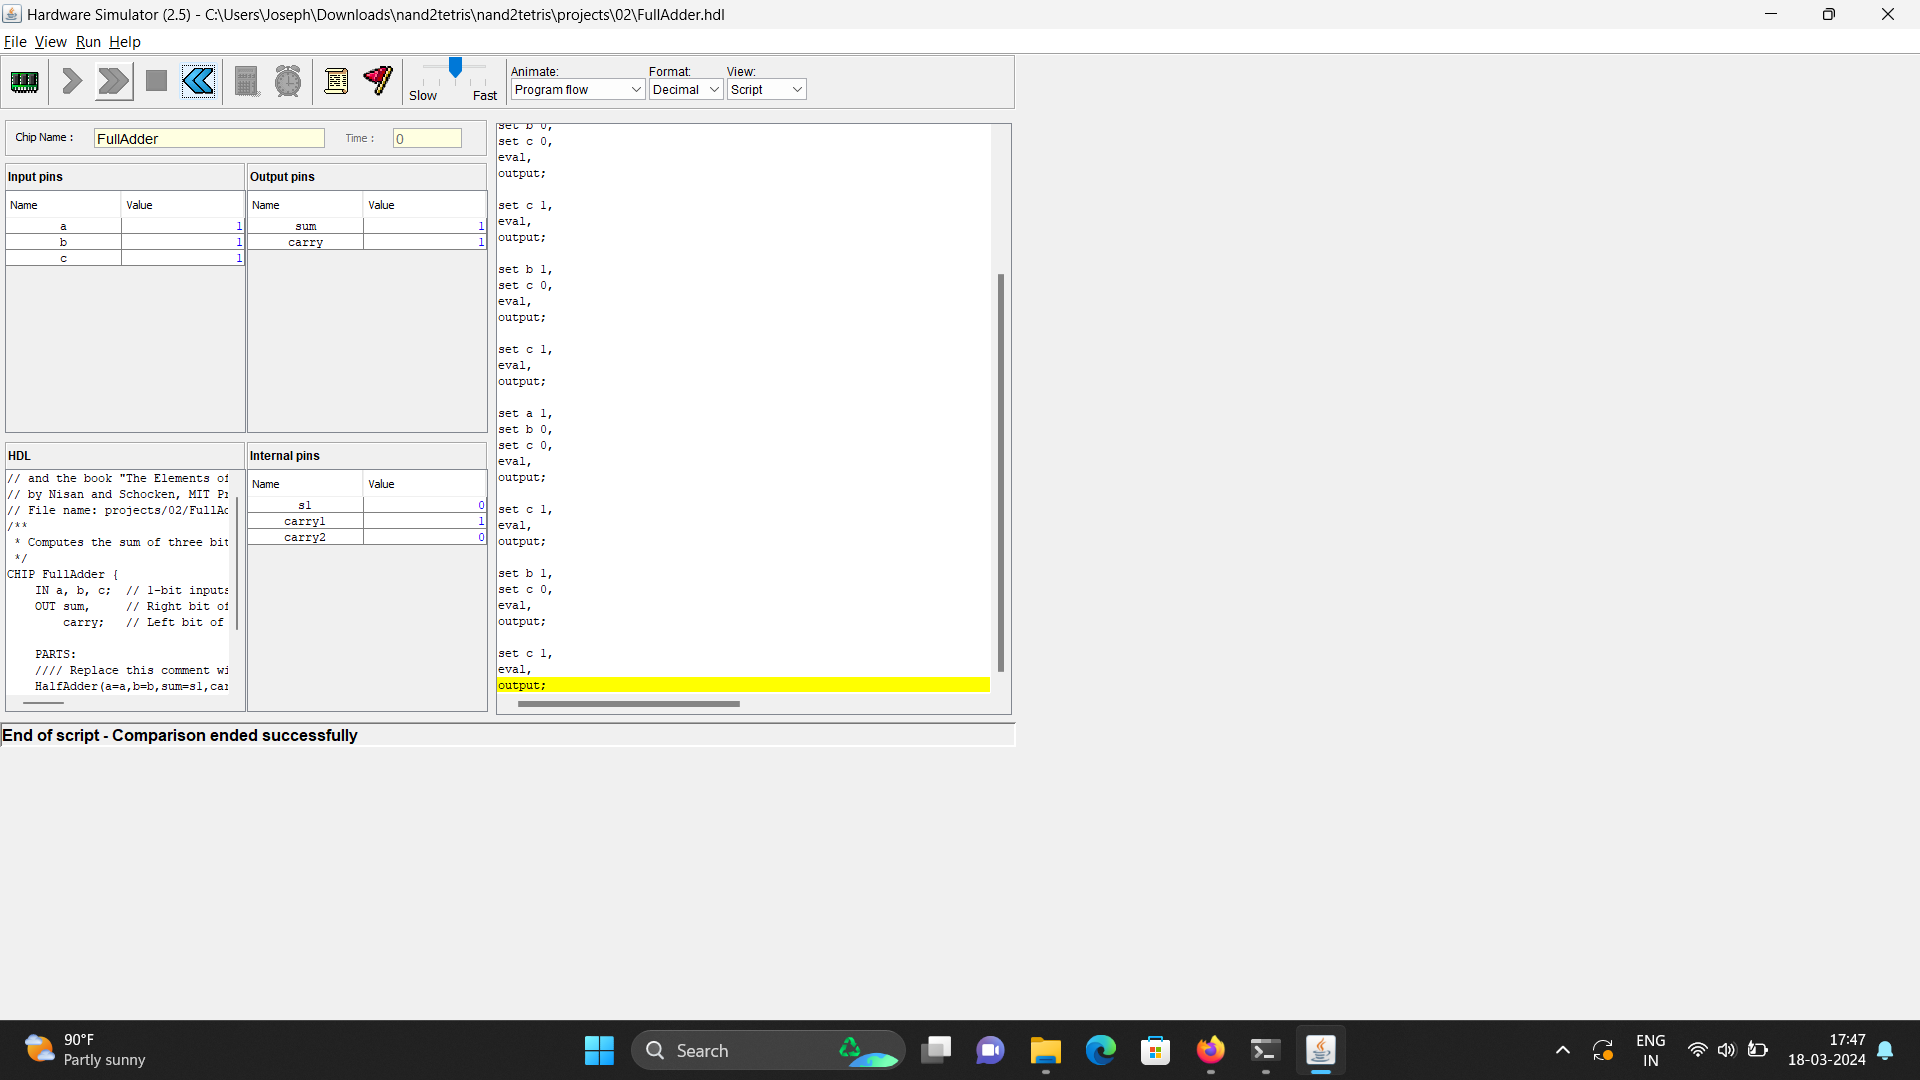 Hardware Simulator (2.5) - C:\Users\Joseph\Downloads\nand2tetris\nand2tetris\projects\02\FullAdder.hdl
File View Run Help
Slow Fast
Animate: Format: View:
Program flow Decimal Script
Chip Name : FullAdder Time : 0
Input pins
Name Value
a 1
b 1
c 1
Output pins
Name Value
sum 1
carry 1
HDL
// and the book "The Elements of
// by Nisan and Schocken, MIT Pr
// File name: projects/02/FullAd
/**
* Computes the sum of three bit
*/
CHIP FullAdder {
IN a, b, c; // 1-bit inputs
OUT sum, // Right bit of
carry; // Left bit of
PARTS:
//// Replace this comment wi
HalfAdder(a=a,b=b,sum=s1,car
Internal pins
Name Value
s1 0
carry1 1
carry2 0
set b 0,
set c 0,
eval,
output;
set c 1,
eval,
output;
set b 1,
set c 0,
eval,
output;
set c 1,
eval,
output;
set a 1,
set b 0,
set c 0,
eval,
output;
set c 1,
eval,
output;
set b 1,
set c 0,
eval,
output;
set c 1,
eval,
output;
End of script - Comparison ended successfully
90°F
Partly sunny
Search
ENG
IN
17:47
18-03-2024